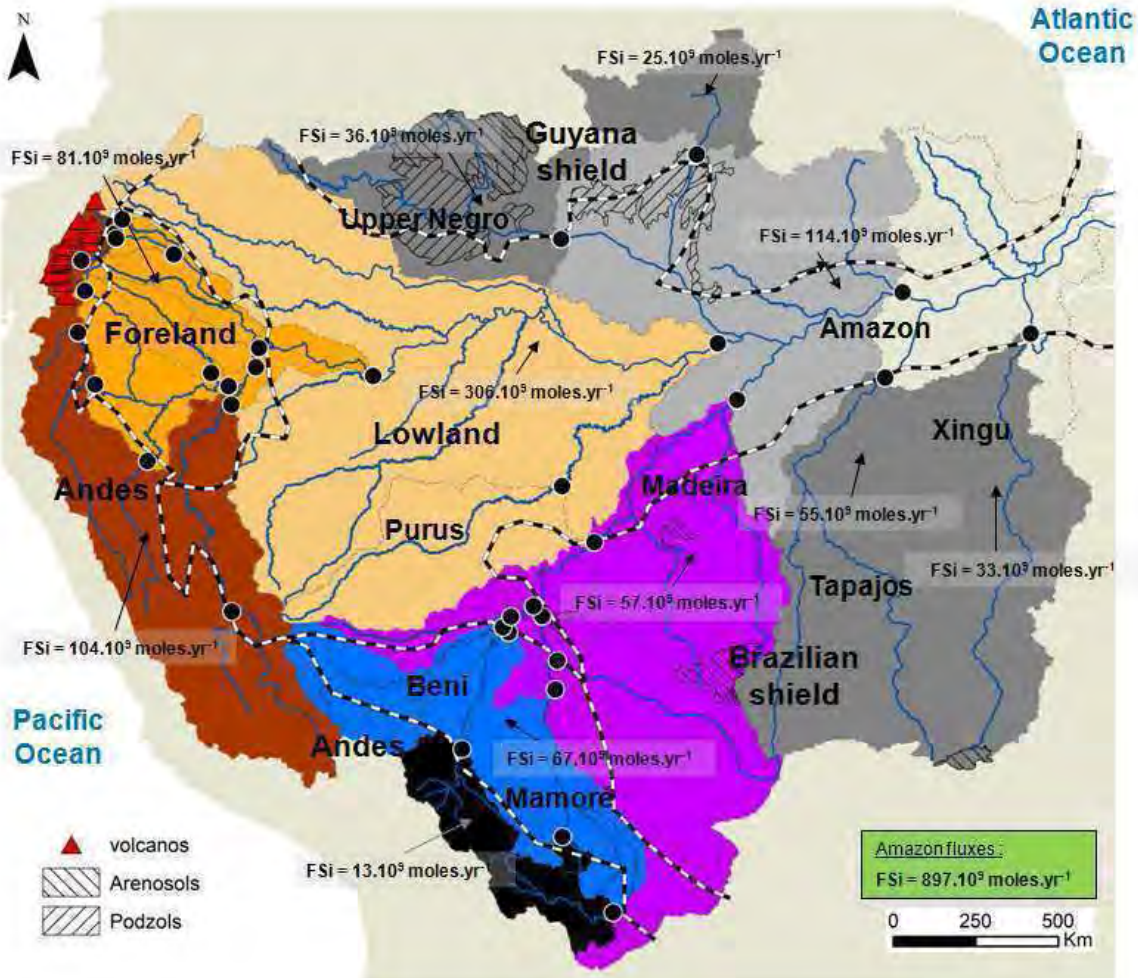 N
Atlantic
Ocean
FSi = 25.10⁹ moles.yr⁻¹
FSi = 36.10⁹ moles.yr⁻¹
Guyana
shield
FSi = 81.10⁹ moles.yr⁻¹
Upper Negro
FSi = 114.10⁹ moles.yr⁻¹
Foreland
Amazon
FSi = 306.10⁹ moles.yr⁻¹
Lowland
Xingu
Andes
Madeira
FSi = 55.10⁹ moles.yr⁻¹
Purus
FSi = 33.10⁹ moles.yr⁻¹
Tapajos
FSi = 57.10⁹ moles.yr⁻¹
FSi = 104.10⁹ moles.yr⁻¹
Brazilian
shield
Beni
Pacific
Ocean
Andes
FSi = 67.10⁹ moles.yr⁻¹
Mamore
FSi = 13.10⁹ moles.yr⁻
volcanos
Arenosols
Podzols
Amazon fluxes :
FSi = 897.10⁹ moles.yr⁻¹
0 250 500
Km